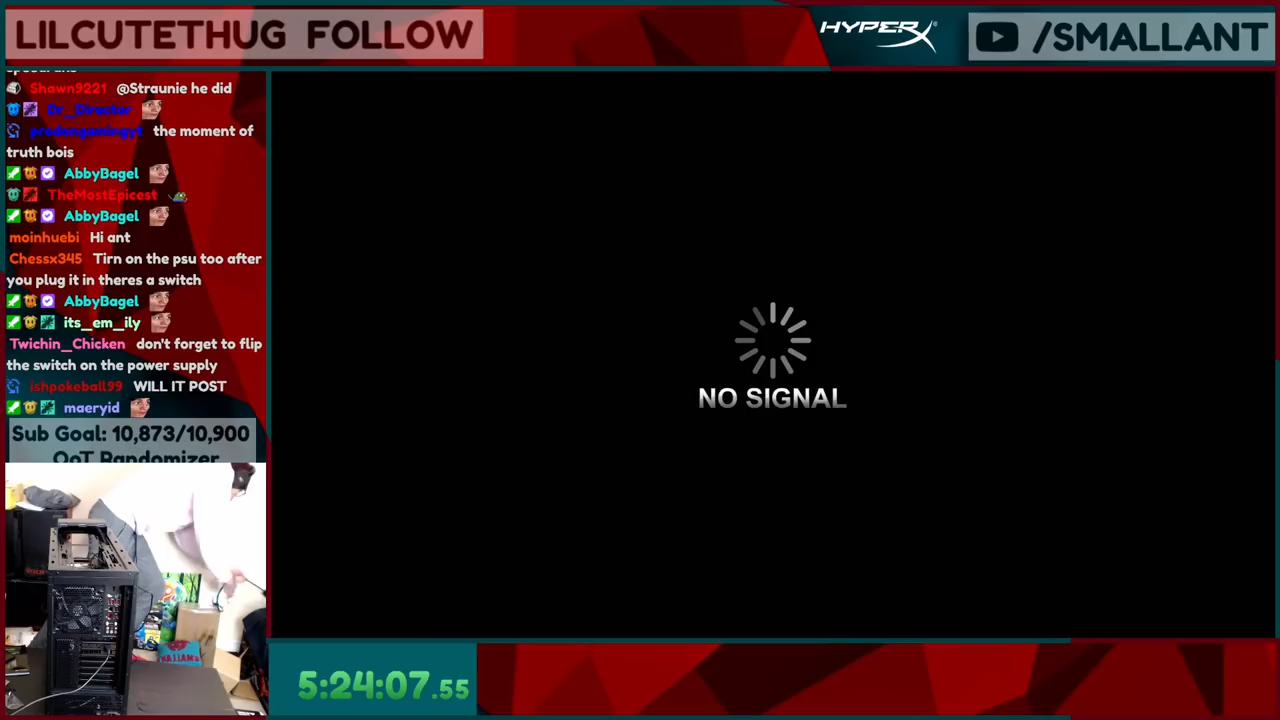 LILCUTETHUG FOLLOW
HYPERX
/SMALLANT
Shawn9221 @Straunie he did
Dr_Director
prodengamingyt the moment of
truth bois
AbbyBagel
TheMostEpicest
AbbyBagel
moinhuebi Hi ant
Chessx345 Tirn on the psu too after
you plug it in theres a switch
AbbyBagel
its_em_ily
Twichin_Chicken don't forget to flip
the switch on the power supply
ishpokeball99 WILL IT POST
maeryid
Sub Goal: 10,873/10,900
OoT Randomizer
NO SIGNAL
5:24:07.55